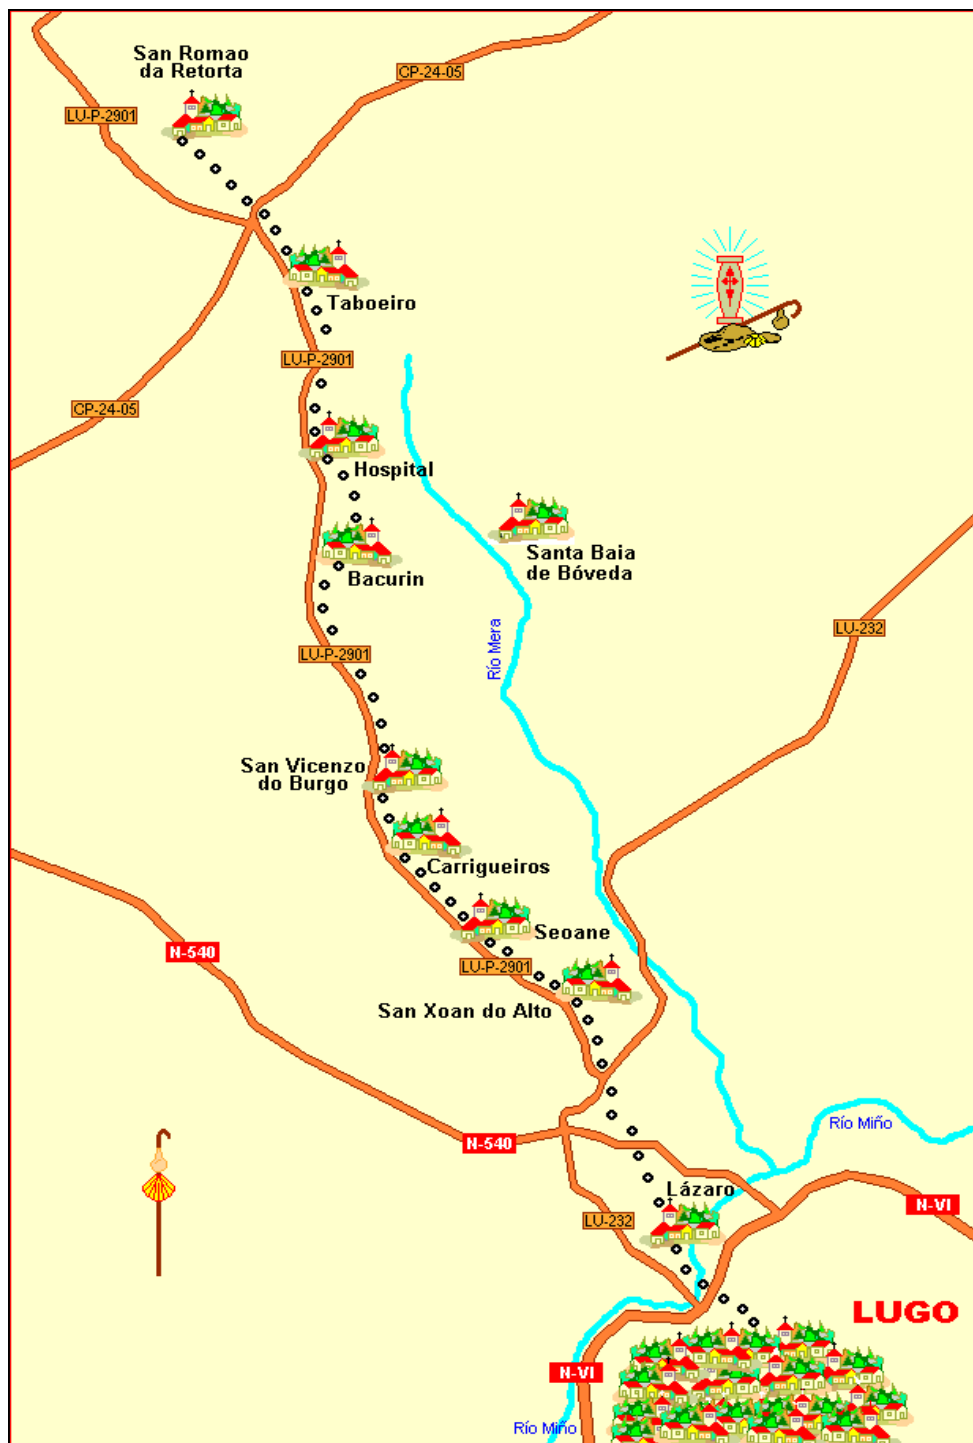 San Romao
da Retorta
CP-24-05
LU-P-2901
Taboeiro
LU-P-2901
CP-24-05
Hospital
Santa Baia
de Bóveda
Bacurin
LU-232
Río Mera
LU-P-2901
San Vicenzo
do Burgo
Carrigueiros
Seoane
N-540
LU-P-2901
San Xoan do Alto
Río Miño
N-540
Lázaro
N-VI
LU-232
LUGO
N-VI
Río Miño